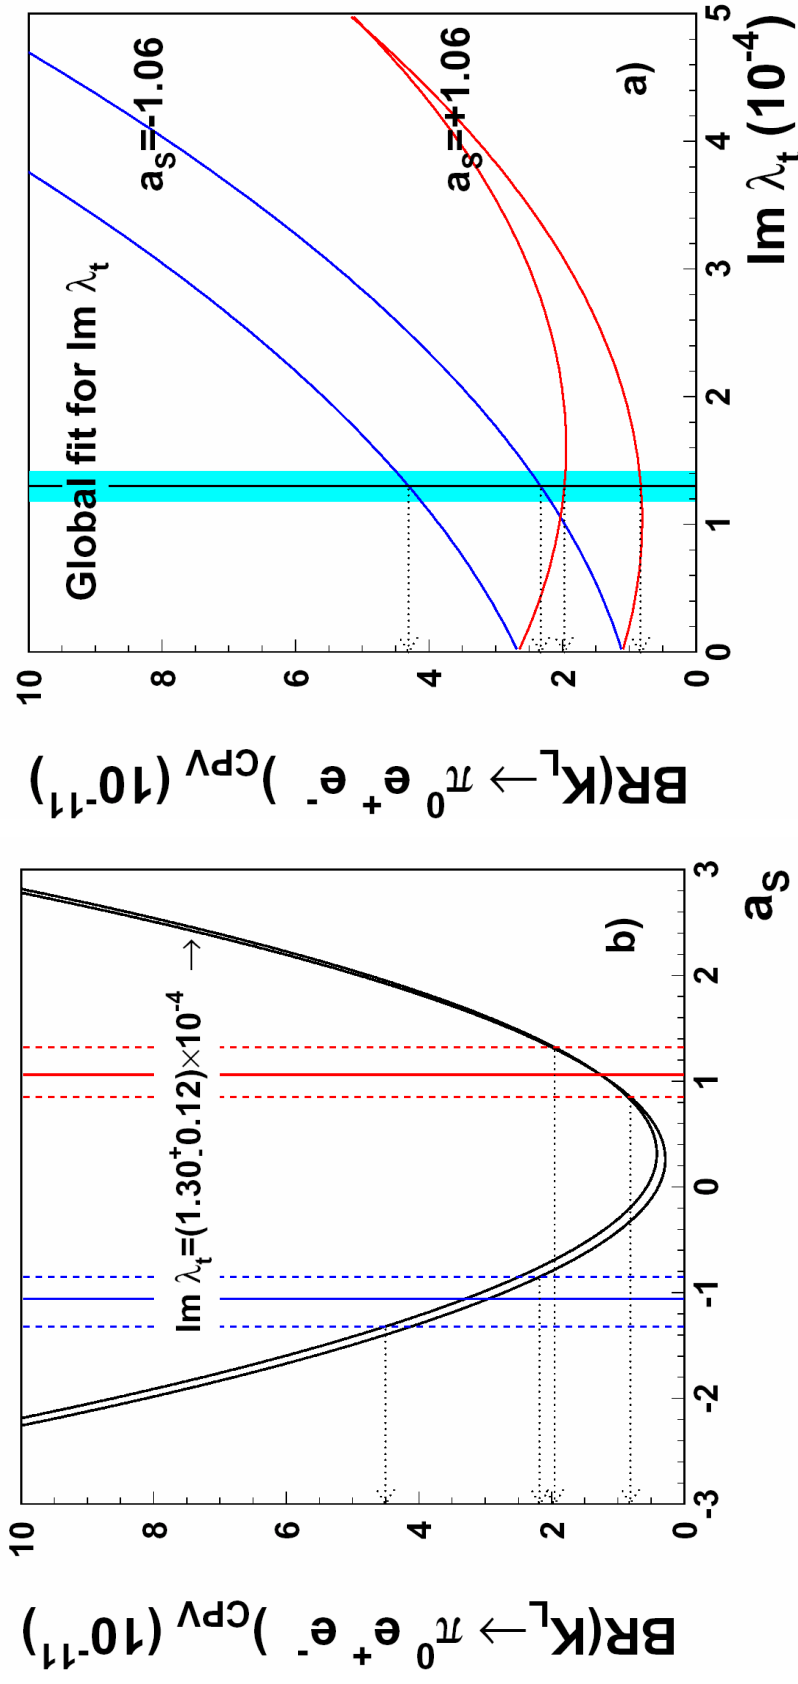 10
8
6
4
2
0
BR(K_L→π⁰e⁺e⁻)_CPV (10⁻¹¹)
Global fit for Im λ_t
a_S=-1.06
a_S=+1.06
a)
0 1 2 3 4 5
Im λ_t (10⁻⁴)
10
8
6
4
2
0
BR(K_L→π⁰e⁺e⁻)_CPV (10⁻¹¹)
Im λ_t=(1.30±0.12)×10⁻⁴ →
b)
-3 -2 -1 0 1 2 3
a_S